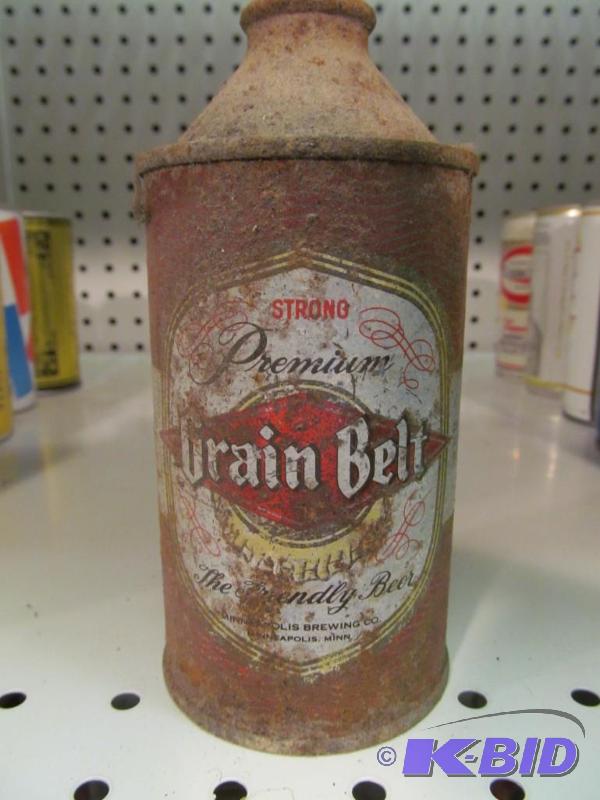 STRONG
Premium
Grain Belt
The Friendly Beer
MINNEAPOLIS BREWING CO.
MINNEAPOLIS, MINN.
© K-BID